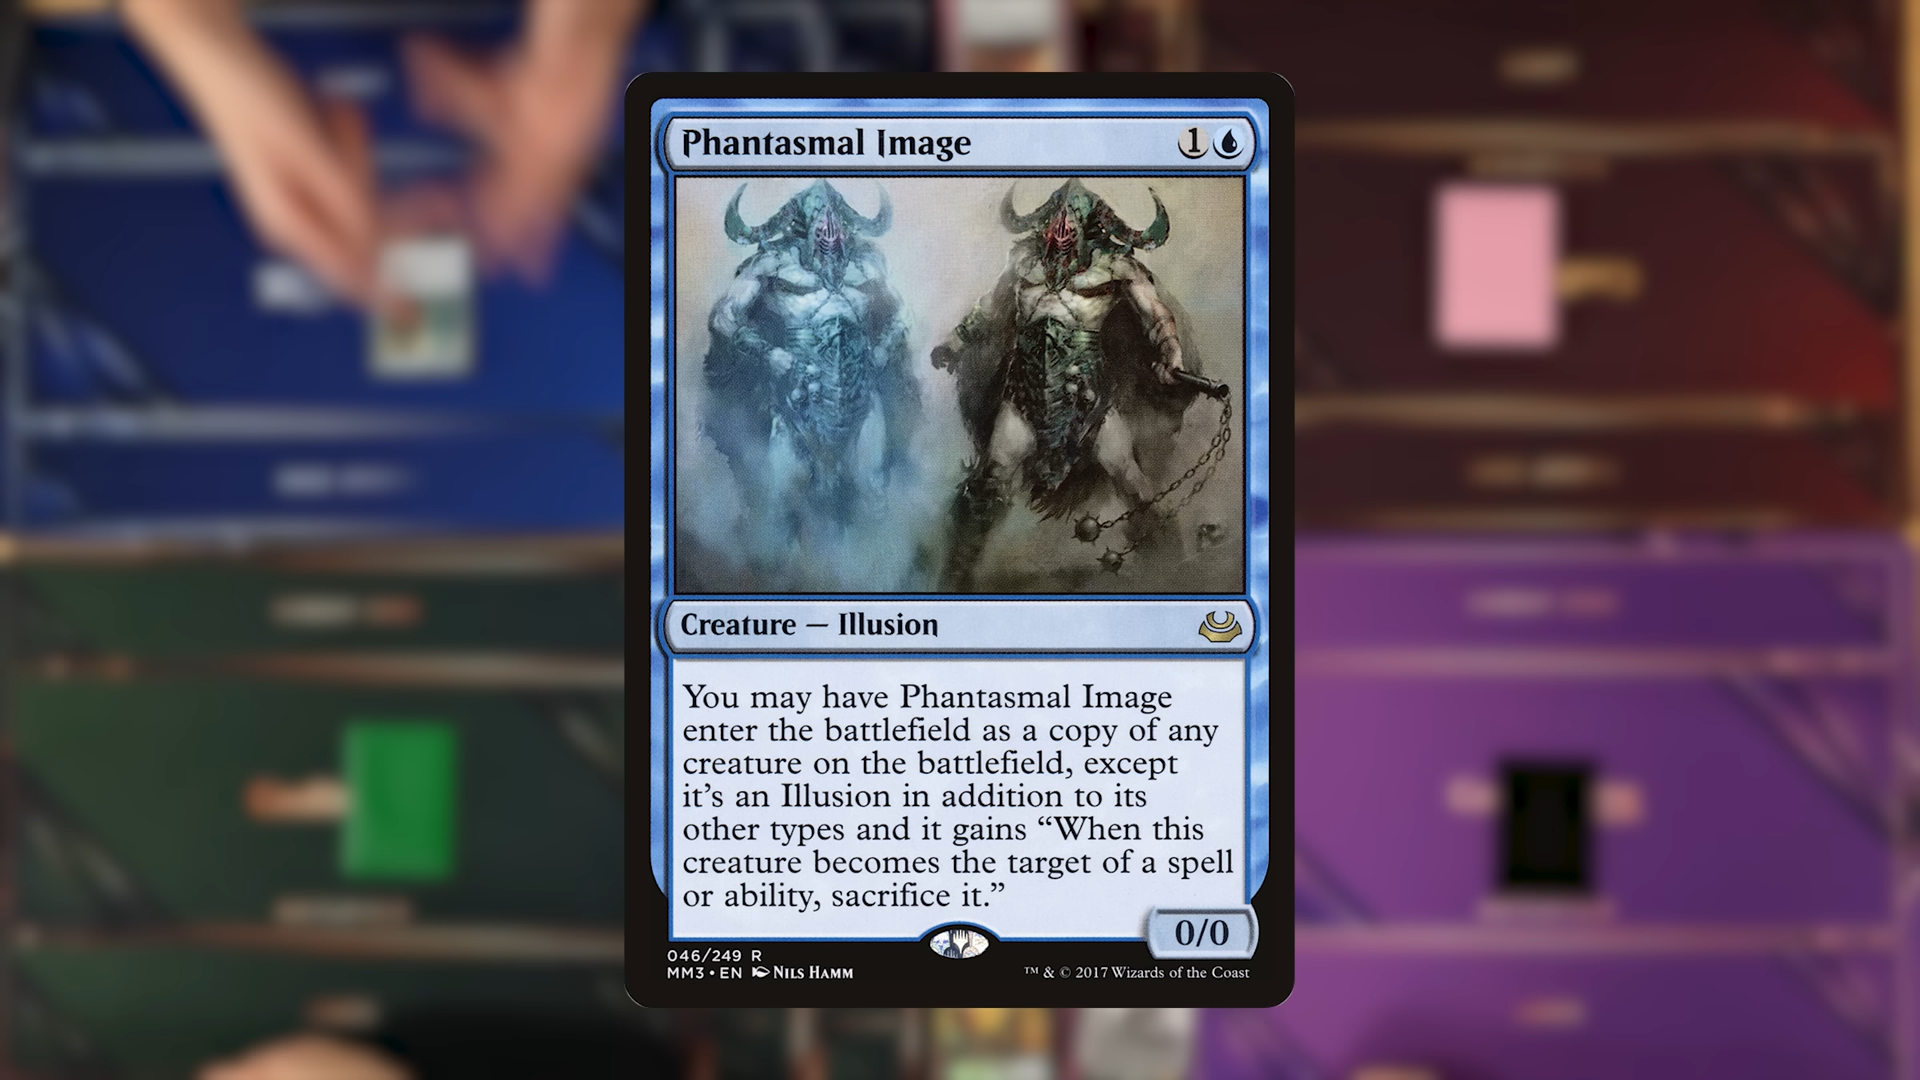 Phantasmal Image 1
Creature — Illusion
You may have Phantasmal Image
enter the battlefield as a copy of any
creature on the battlefield, except
it's an Illusion in addition to its
other types and it gains “When this
creature becomes the target of a spell
or ability, sacrifice it.”
0/0
046/249 R
MM3 • EN Nils Hamm
™ & © 2017 Wizards of the Coast